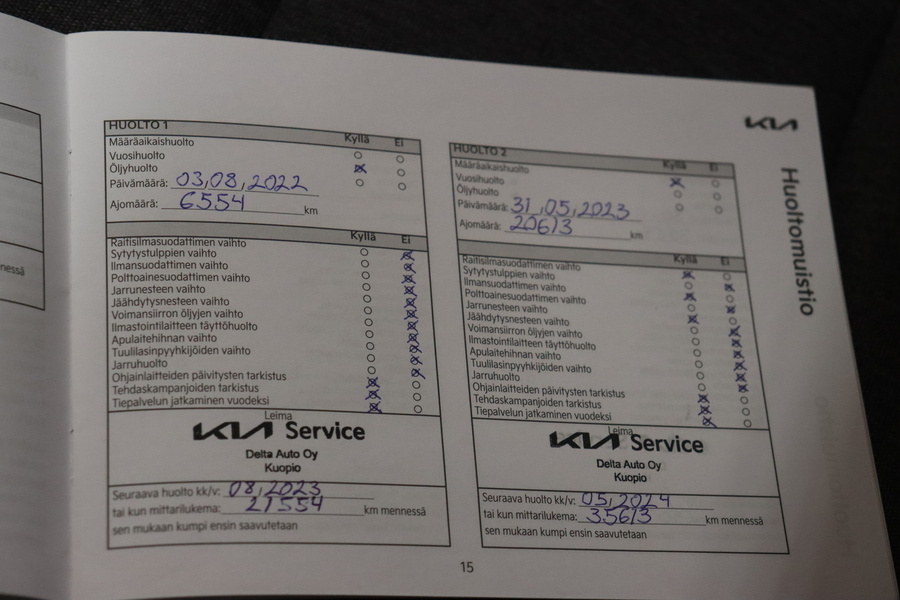 nessä
KIA
Huoltomuistio
HUOLTO 1
Kyllä Ei
Määräaikaishuolto
Vuosihuolto
Öljyhuolto
Päivämäärä: 03,08,2022
Ajomäärä: 6554 km
Kyllä Ei
Raitisilmasuodattimen vaihto
Sytytystulppien vaihto
Ilmansuodattimen vaihto
Polttoainesuodattimen vaihto
Jarrunesteen vaihto
Jäähdytysnesteen vaihto
Voimansiirron öljyjen vaihto
Ilmastointilaitteen täyttöhuolto
Apulaitehihnan vaihto
Tuulilasinpyyhkijöiden vaihto
Jarruhuolto
Ohjainlaitteiden päivitysten tarkistus
Tehdaskampanjoiden tarkistus
Tiepalvelun jatkaminen vuodeksi
Leima
KIA Service
Delta Auto Oy
Kuopio
Seuraava huolto kk/v: 08,2023
tai kun mittarilukema: 21554 km mennessä
sen mukaan kumpi ensin saavutetaan
HUOLTO 2
Kyllä Ei
Määräaikaishuolto
Vuosihuolto
Öljyhuolto
Päivämäärä: 31,05,2023
Ajomäärä: 20613 km
Kyllä Ei
Raitisilmasuodattimen vaihto
Sytytystulppien vaihto
Ilmansuodattimen vaihto
Polttoainesuodattimen vaihto
Jarrunesteen vaihto
Jäähdytysnesteen vaihto
Voimansiirron öljyjen vaihto
Ilmastointilaitteen täyttöhuolto
Apulaitehihnan vaihto
Tuulilasinpyyhkijöiden vaihto
Jarruhuolto
Ohjainlaitteiden päivitysten tarkistus
Tehdaskampanjoiden tarkistus
Tiepalvelun jatkaminen vuodeksi
Leima
KIA Service
Delta Auto Oy
Kuopio
Seuraava huolto kk/v: 05,2024
tai kun mittarilukema: 35613 km mennessä
sen mukaan kumpi ensin saavutetaan
15